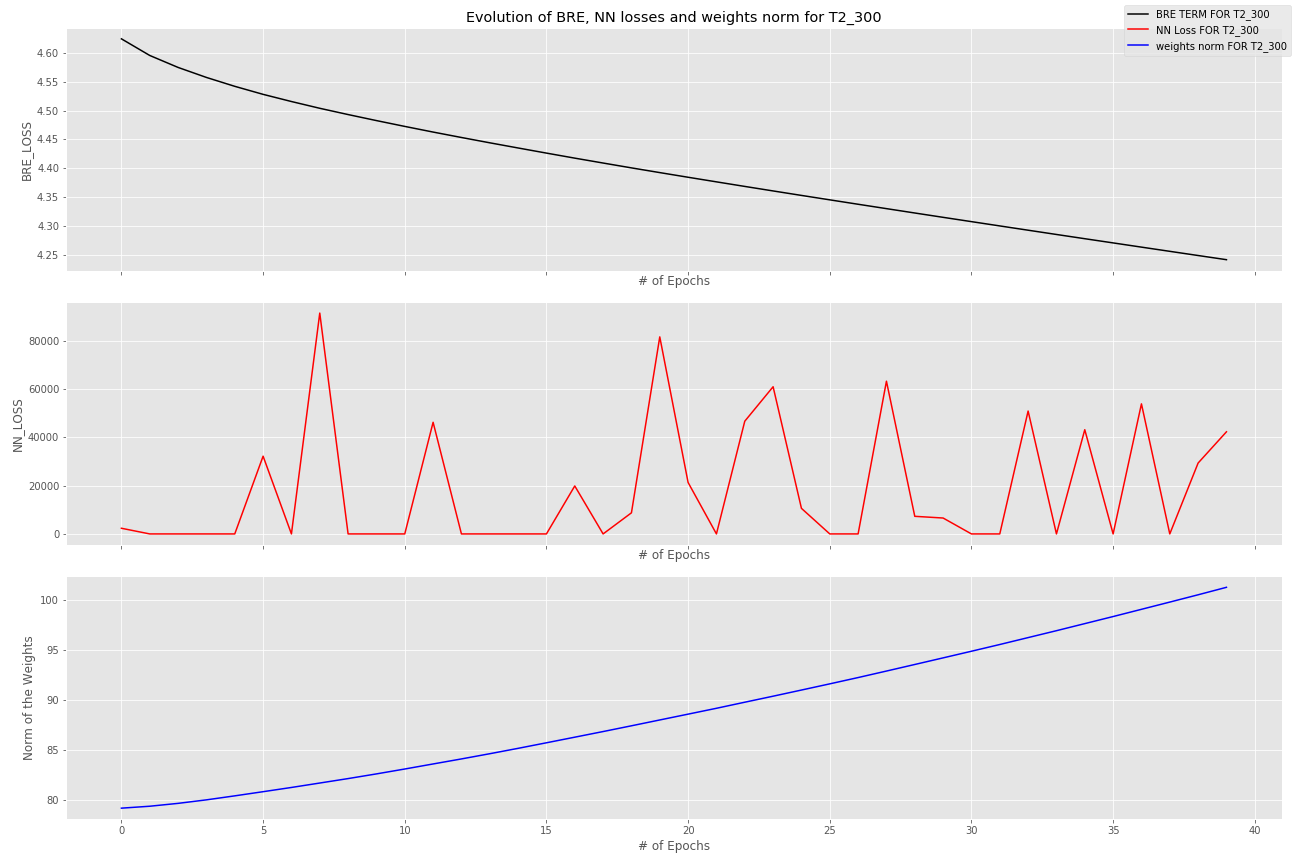 Evolution of BRE, NN losses and weights norm for T2_300
BRE TERM FOR T2_300
NN Loss FOR T2_300
weights norm FOR T2_300
BRE_LOSS
4.60
4.55
4.50
4.45
4.40
4.35
4.30
4.25
# of Epochs
NN_LOSS
80000
60000
40000
20000
0
# of Epochs
Norm of the Weights
100
95
90
85
80
0 5 10 15 20 25 30 35 40
# of Epochs